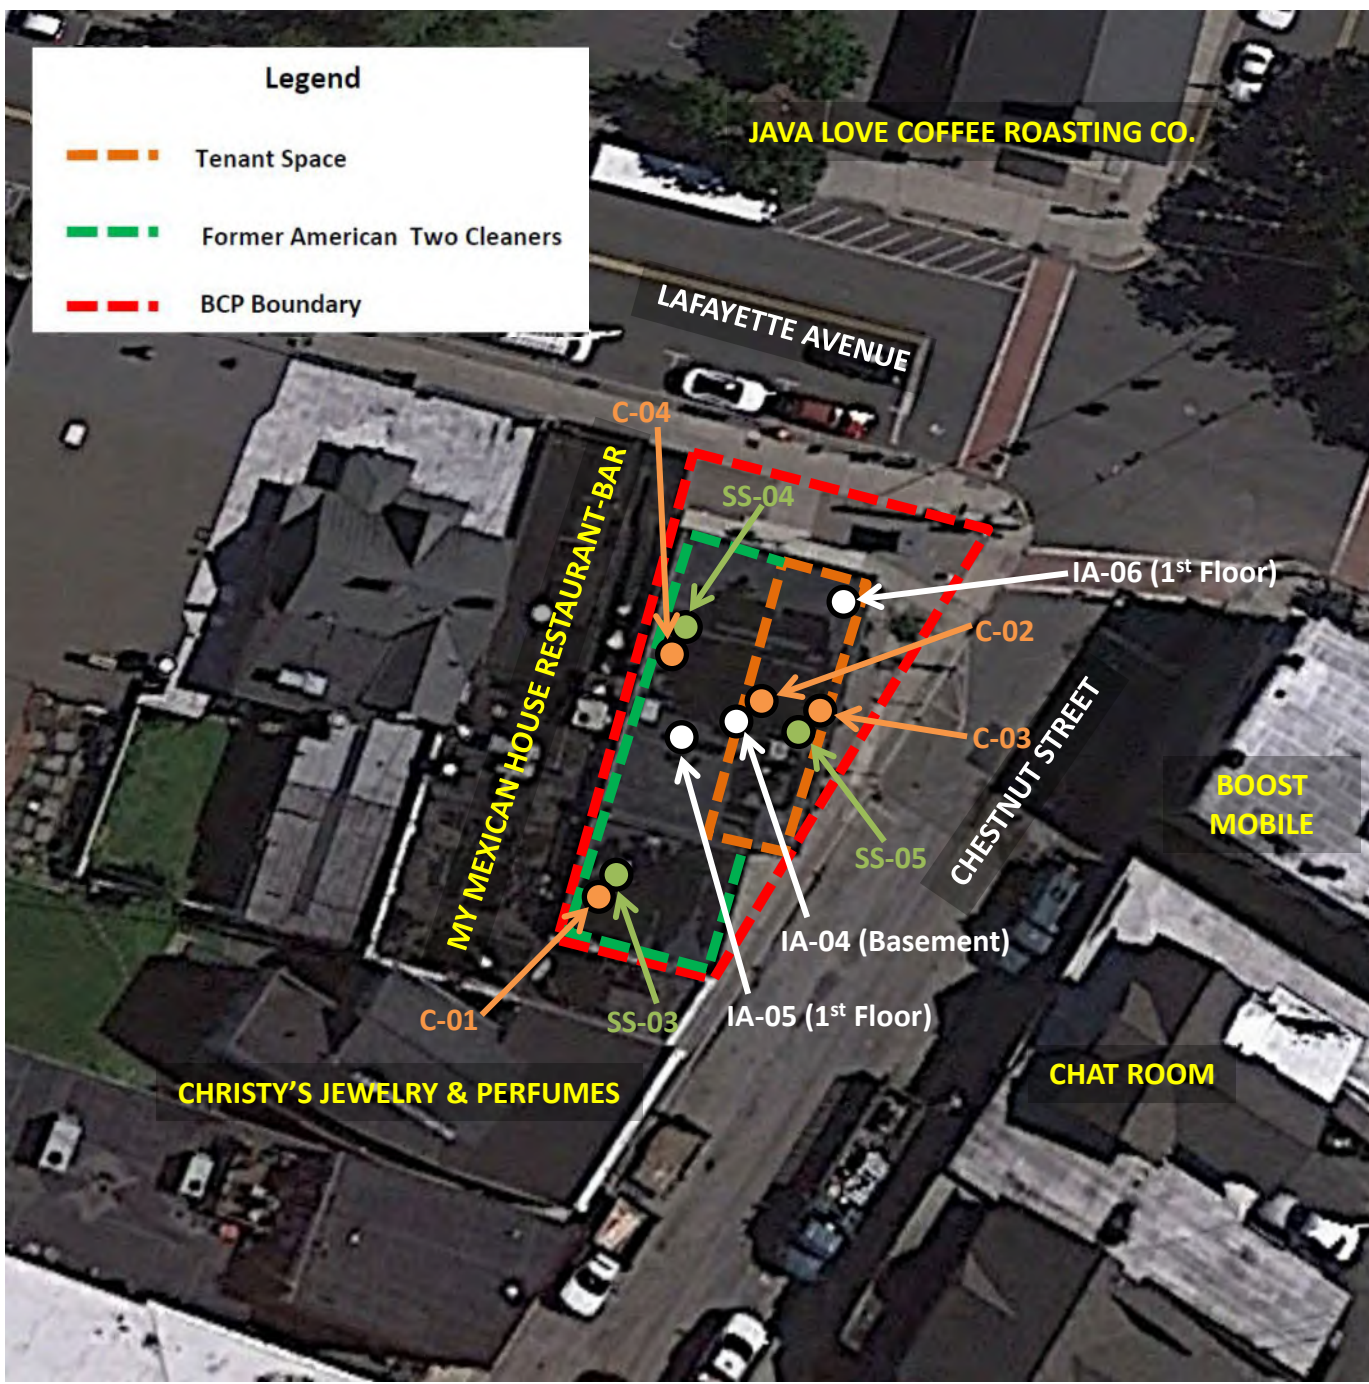 Legend
Tenant Space
Former American Two Cleaners
BCP Boundary
JAVA LOVE COFFEE ROASTING CO.
LAFAYETTE AVENUE
C-04
SS-04
MY MEXICAN HOUSE RESTAURANT-BAR
IA-06 (1st Floor)
C-02
C-03
CHESTNUT STREET
BOOST
MOBILE
SS-05
IA-04 (Basement)
IA-05 (1st Floor)
C-01
SS-03
CHRISTY'S JEWELRY & PERFUMES
CHAT ROOM